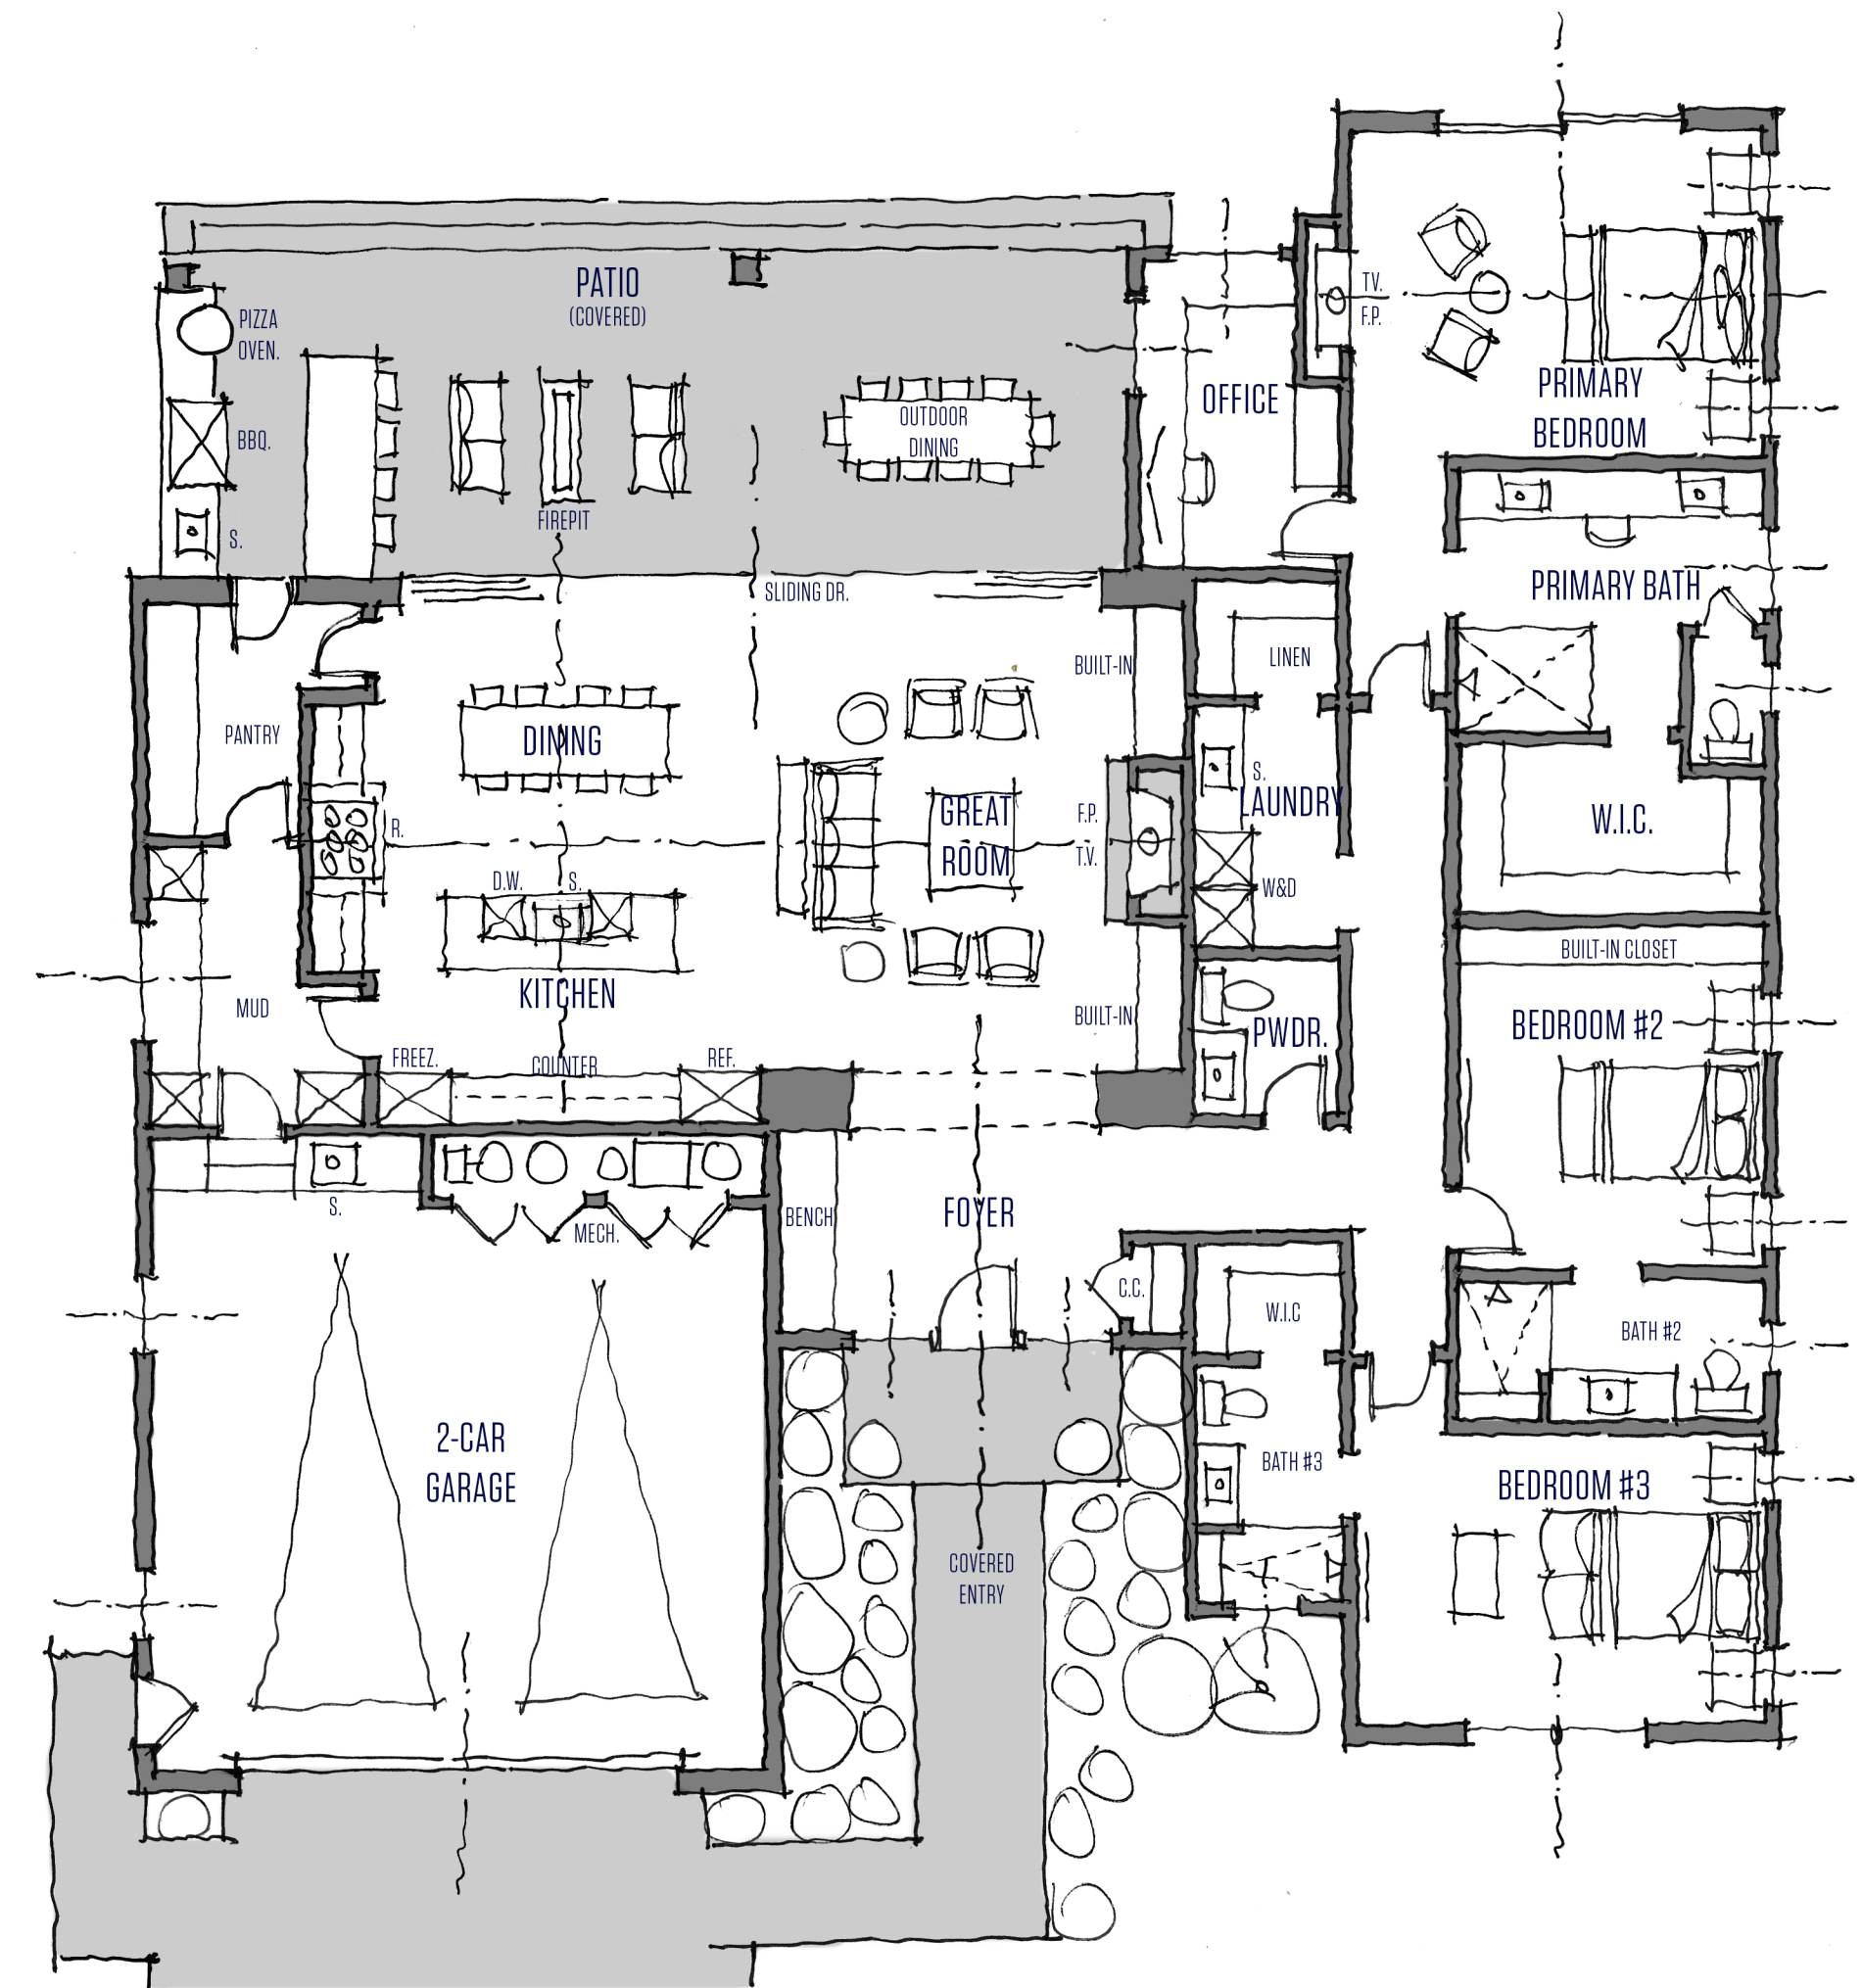 PATIO
(COVERED)
PIZZA
OVEN.
BBQ.
S.
FIREPIT
OUTDOOR
DINING
OFFICE
TV.
F.P.
PRIMARY
BEDROOM
SLIDING DR.
PRIMARY BATH
BUILT-IN
LINEN
PANTRY
DINING
S.
LAUNDRY
GREAT
ROOM
F.P.
T.V.
R.
W.I.C.
D.W.
S.
W&D
BUILT-IN CLOSET
KITCHEN
MUD
BUILT-IN
PWDR.
BEDROOM #2
FREEZ.
COUNTER
REF.
S.
MECH.
BENCH
FOYER
C.C.
W.I.C
BATH #2
2-CAR
GARAGE
BATH #3
BEDROOM #3
COVERED
ENTRY